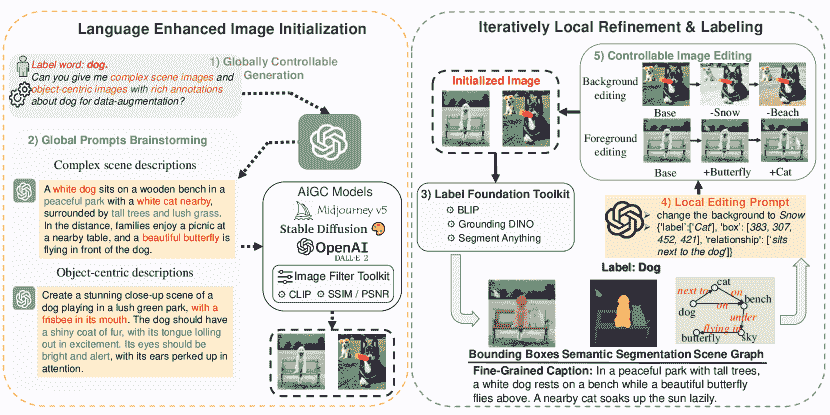 Language Enhanced Image Initialization
Label word: dog.
Can you give me complex scene images and
object-centric images with rich annotations
about dog for data-augmentation?
1) Globally Controllable
Generation
2) Global Prompts Brainstorming
Complex scene descriptions
A white dog sits on a wooden bench in a
peaceful park with a white cat nearby,
surrounded by tall trees and lush grass.
In the distance, families enjoy a picnic at
a nearby table, and a beautiful butterfly is
flying in front of the dog.
Object-centric descriptions
Create a stunning close-up scene of a
dog playing in a lush green park, with a
frisbee in its mouth. The dog should have
a shiny coat of fur, with its tongue lolling
out in excitement. Its eyes should be
bright and alert, with its ears perked up in
attention.
AIGC Models
Midjourney v5
Stable Diffusion
OpenAI
DALL·E 2
Image Filter Toolkit
CLIP
SSIM / PSNR
Iteratively Local Refinement & Labeling
Initialized Image
5) Controllable Image Editing
Background
editing
Base
-Snow
-Beach
Foreground
editing
Base
+Butterfly
+Cat
3) Label Foundation Toolkit
BLIP
Grounding DINO
Segment Anything
4) Local Editing Prompt
change the background to Snow
{'label':['Cat'], 'box': [383, 307,
452, 421], 'relationship': ['sits
next to the dog']}
Label: Dog
next to
cat
on
bench
dog
on
under
flying in
butterfly
sky
Bounding Boxes Semantic Segmentation Scene Graph
Fine-Grained Caption: In a peaceful park with tall trees,
a white dog rests on a bench while a beautiful butterfly
flies above. A nearby cat soaks up the sun lazily.